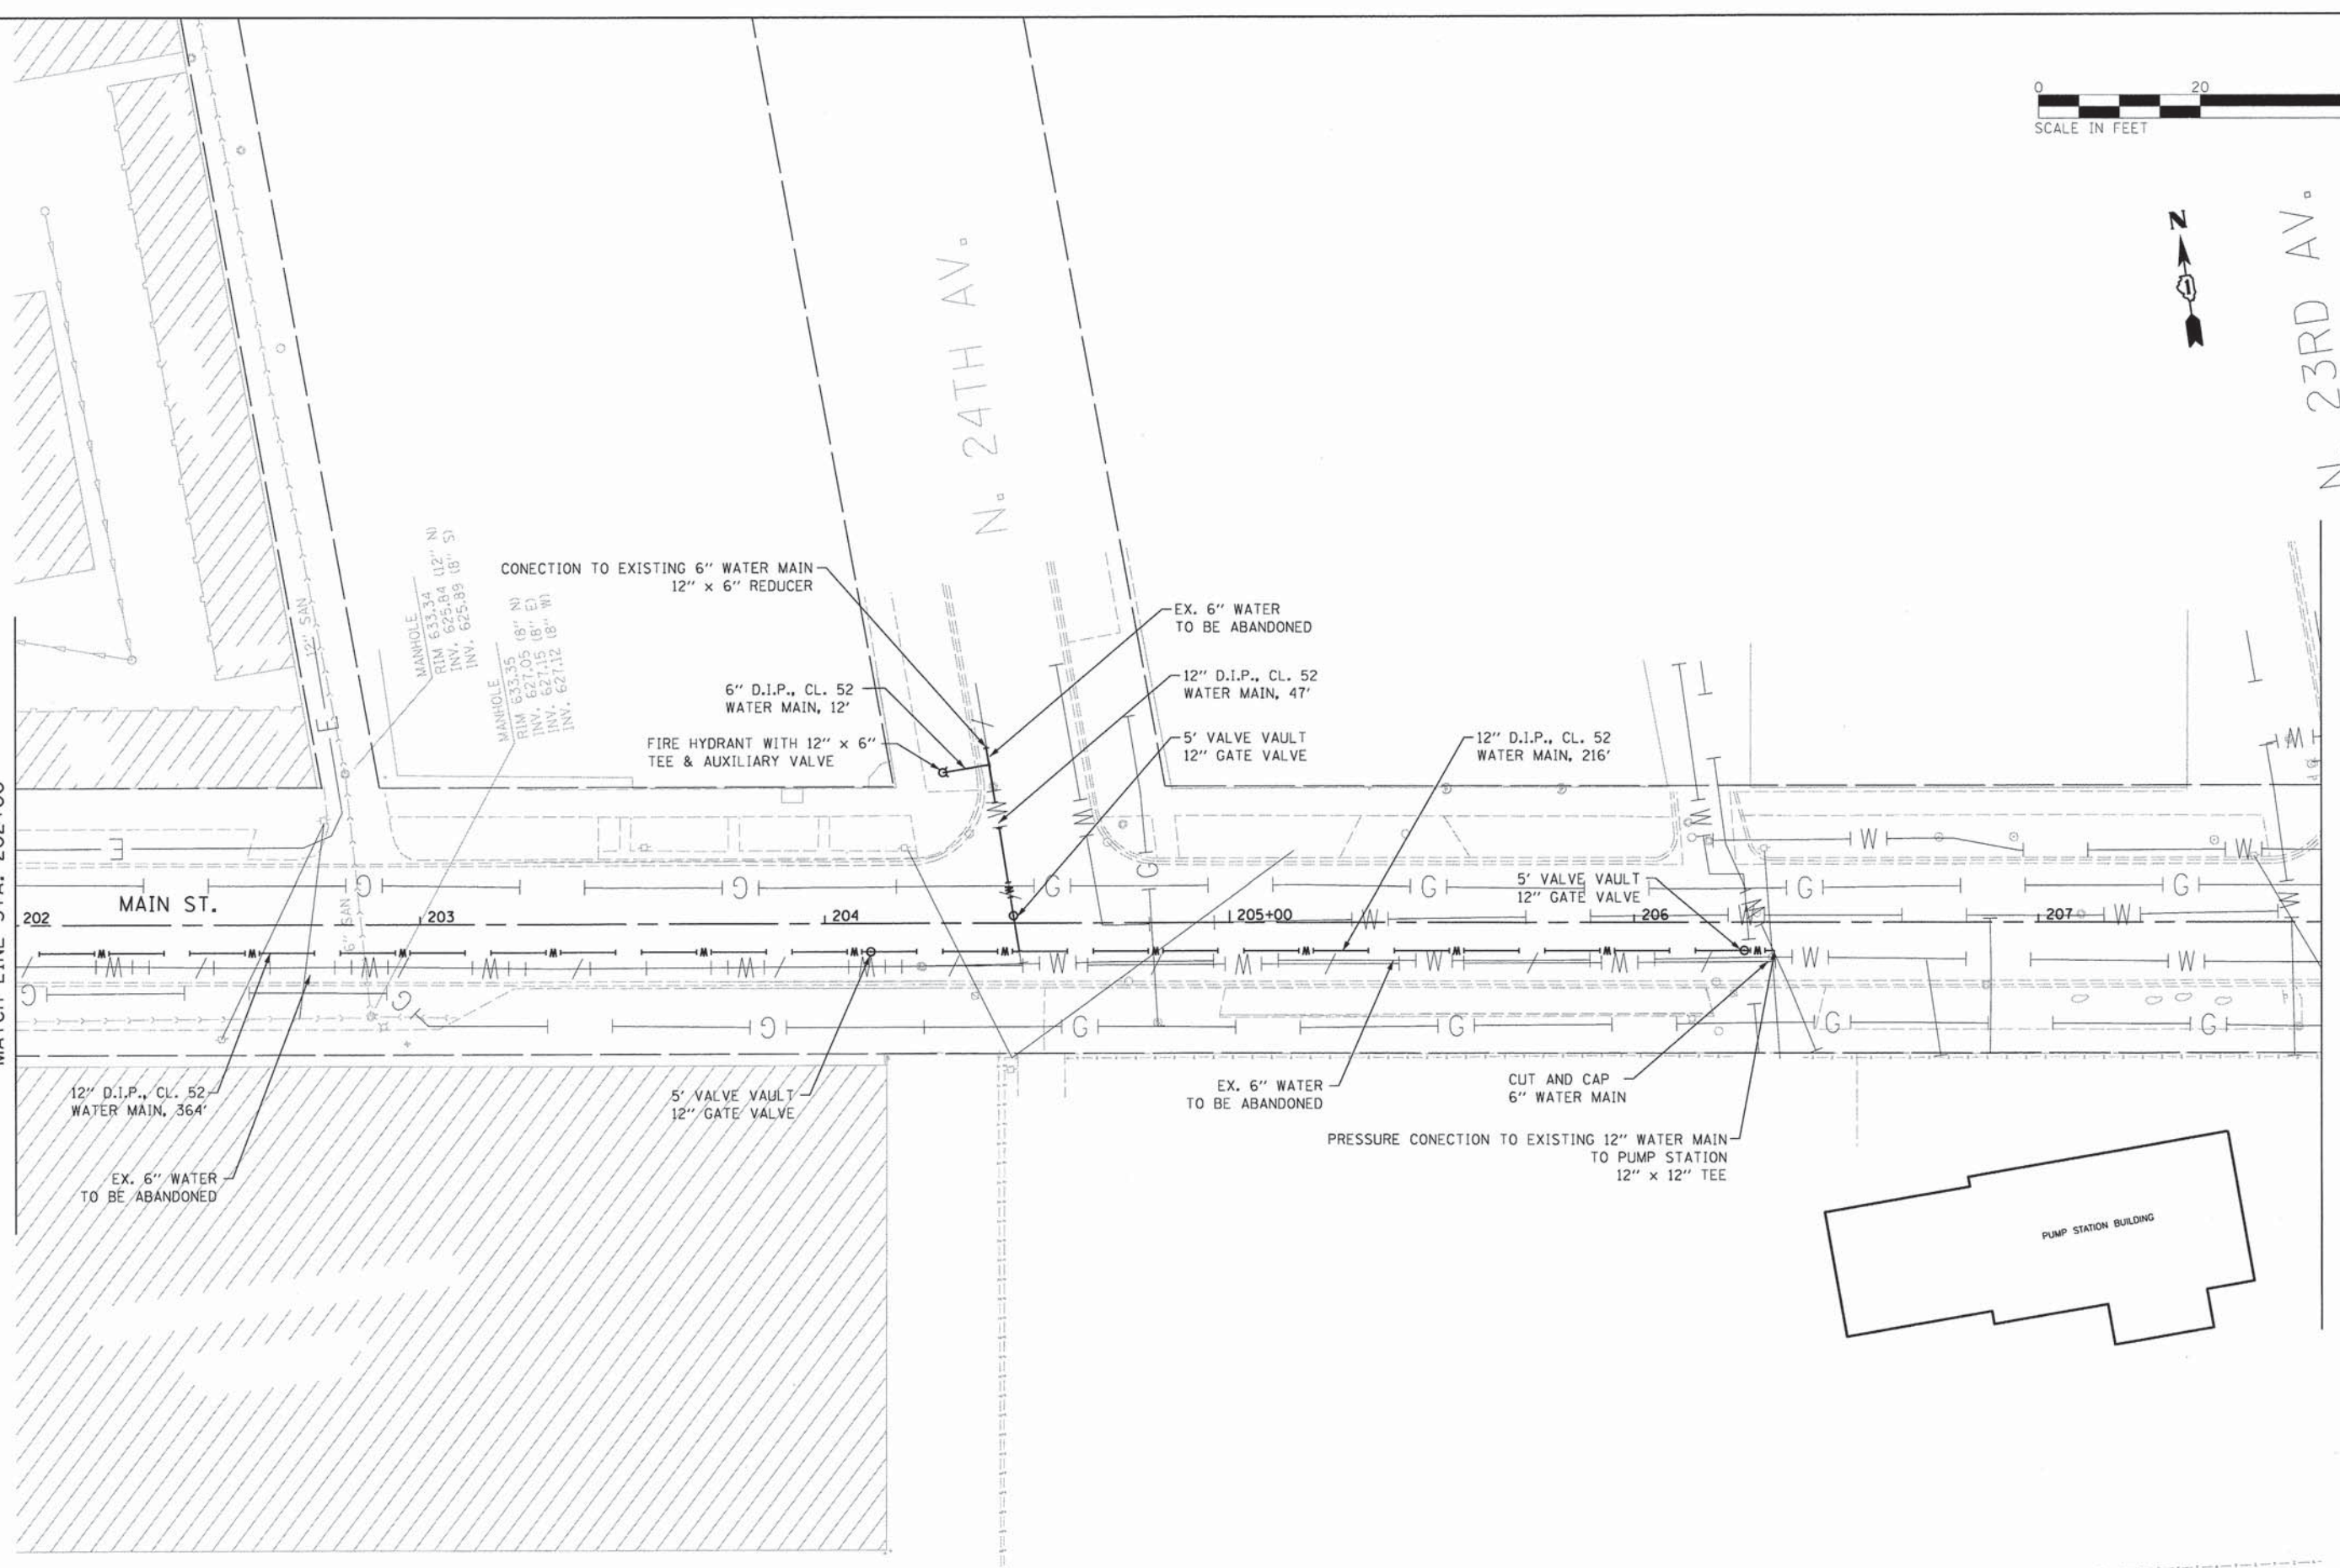 0 20
SCALE IN FEET
N
1
N. 24TH AV.
N 23RD AV.
12" SAN
MANHOLE
RIM 633.34
INV. 625.84 (12" N)
INV. 625.89 (8" S)
MANHOLE
RIM 633.35
INV. 627.05 (8" N)
INV. 627.15 (8" E)
INV. 627.12 (8" W)
CONECTION TO EXISTING 6" WATER MAIN
12" x 6" REDUCER
EX. 6" WATER
TO BE ABANDONED
6" D.I.P., CL. 52
WATER MAIN, 12'
12" D.I.P., CL. 52
WATER MAIN, 47'
FIRE HYDRANT WITH 12" x 6"
TEE & AUXILIARY VALVE
5' VALVE VAULT
12" GATE VALVE
12" D.I.P., CL. 52
WATER MAIN, 216'
5' VALVE VAULT
12" GATE VALVE
MAIN ST.
202 203 204 205+00 206 207
12" D.I.P., CL. 52
WATER MAIN, 364'
5' VALVE VAULT
12" GATE VALVE
EX. 6" WATER
TO BE ABANDONED
CUT AND CAP
6" WATER MAIN
PRESSURE CONECTION TO EXISTING 12" WATER MAIN
TO PUMP STATION
12" x 12" TEE
EX. 6" WATER
TO BE ABANDONED
PUMP STATION BUILDING